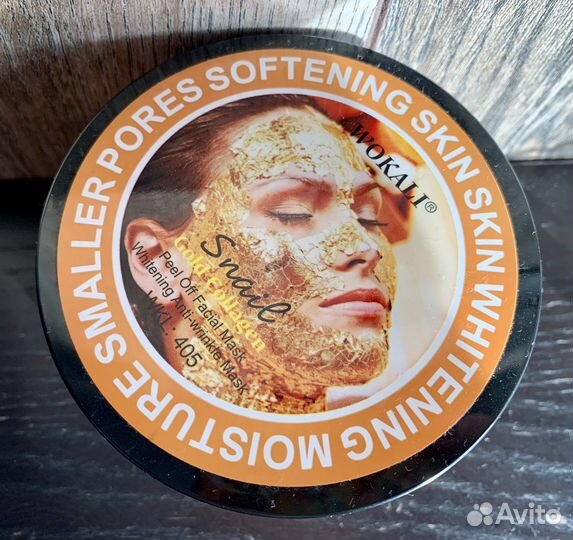 SMALLER PORES SOFTENING SKIN SKIN WHITENING MOISTURE
WOKALI®
Snail
Gold Collagen
Peel Off Facial Mask
Whitening Anti-wrinkle Mask
WKL: 405
Avito